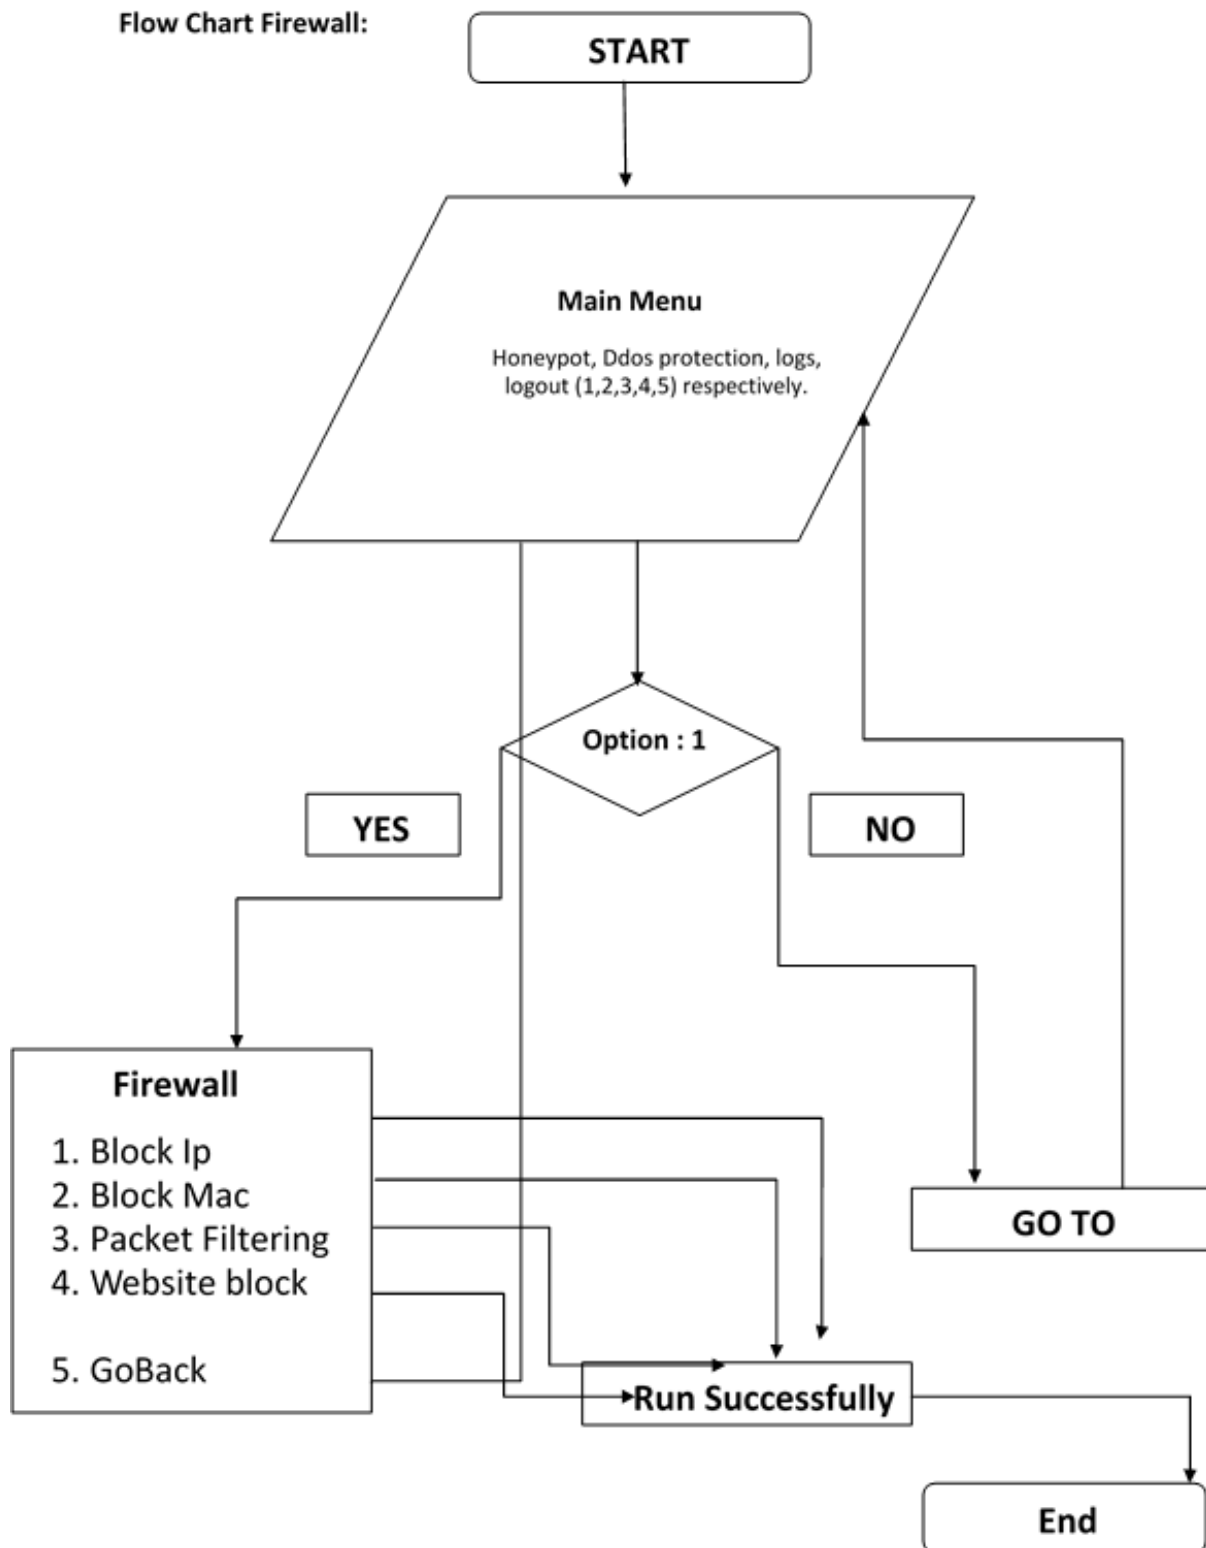 Flow Chart Firewall:
START
Main Menu
Honeypot, Ddos protection, logs,
logout (1,2,3,4,5) respectively.
Option : 1
YES
NO
Firewall
1. Block Ip
2. Block Mac
3. Packet Filtering
4. Website block
5. GoBack
GO TO
Run Successfully
End